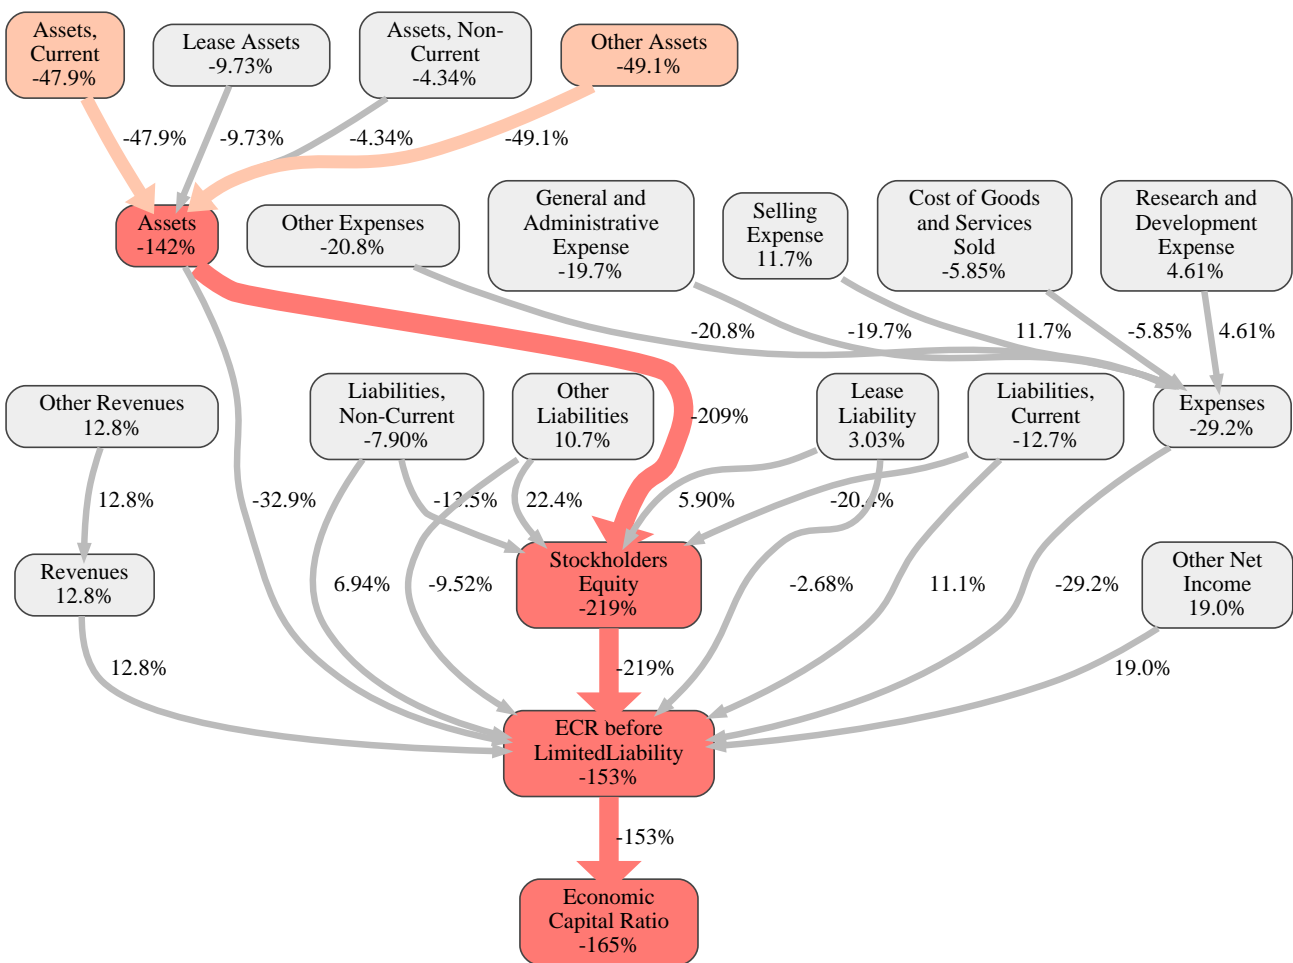 Assets,
Current
-47.9%
Lease Assets
-9.73%
Assets, Non-
Current
-4.34%
Other Assets
-49.1%
-47.9%
-9.73%
-4.34%
-49.1%
Assets
-142%
Other Expenses
-20.8%
General and
Administrative
Expense
-19.7%
Selling
Expense
11.7%
Cost of Goods
and Services
Sold
-5.85%
Research and
Development
Expense
4.61%
-20.8%
-19.7%
11.7%
-5.85%
4.61%
Other Revenues
12.8%
Liabilities,
Non-Current
-7.90%
Other
Liabilities
10.7%
-209%
Lease
Liability
3.03%
Liabilities,
Current
-12.7%
Expenses
-29.2%
12.8%
-32.9%
-13.5%
22.4%
5.90%
-20.4%
Revenues
12.8%
6.94%
-9.52%
Stockholders
Equity
-219%
-2.68%
11.1%
-29.2%
Other Net
Income
19.0%
12.8%
-219%
19.0%
ECR before
LimitedLiability
-153%
-153%
Economic
Capital Ratio
-165%